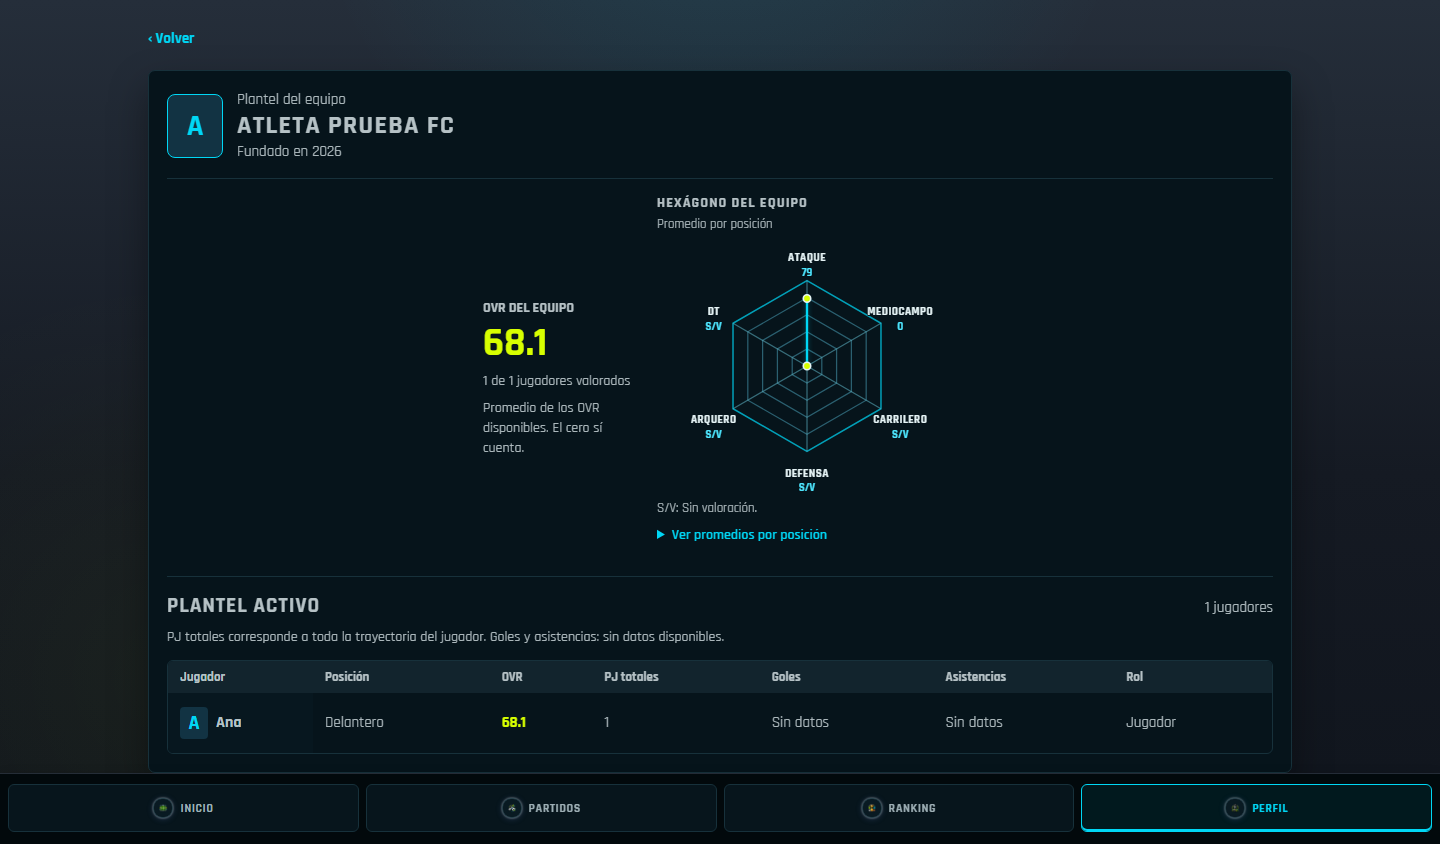 ‹ Volver
A
Plantel del equipo
ATLETA PRUEBA FC
Fundado en 2026
HEXÁGONO DEL EQUIPO
Promedio por posición
OVR DEL EQUIPO
68.1
1 de 1 jugadores valorados
Promedio de los OVR
disponibles. El cero sí
cuenta.
ATAQUE
79
DT
S/V
MEDIOCAMPO
0
ARQUERO
S/V
CARRILERO
S/V
DEFENSA
S/V
S/V: Sin valoración.
▶ Ver promedios por posición
PLANTEL ACTIVO
1 jugadores
PJ totales corresponde a toda la trayectoria del jugador. Goles y asistencias: sin datos disponibles.
Jugador Posición OVR PJ totales Goles Asistencias Rol
A Ana Delantero 68.1 1 Sin datos Sin datos Jugador
INICIO PARTIDOS RANKING PERFIL